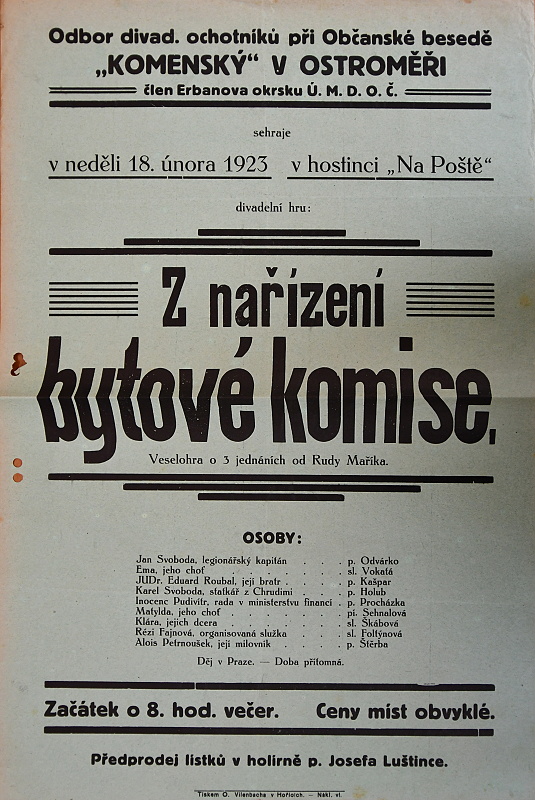 Odbor divad. ochotníků při Občanské besedě
„KOMENSKÝ“ V OSTROMĚŘI
člen Erbanova okrsku Ú. M. D. O. Č.
sehraje
v neděli 18. února 1923 v hostinci „Na Poště“
divadelní hru:
Z nařízení
bytové komise.
Veselohra o 3 jednáních od Rudy Maříka.
OSOBY:
Jan Svoboda, legionářský kapitán . . . p. Odvárko
Ema, jeho choť . . . . . . . sl. Vokatá
JUDr. Eduard Roubal, její bratr . . . . p. Kašpar
Karel Svoboda, statkář z Chrudimi . . . p. Holub
Inocenc Pudivítr, rada v ministerstvu financí . p. Procházka
Matylda, jeho choť . . . . . . pí. Sehnalová
Klára, jejich dcera . . . . . . sl. Škábová
Rézi Fajnová, organisovaná služka . . . sl. Foltýnová
Alois Petrnoušek, její milovník . . . . p. Štěrba
Děj v Praze. — Doba přítomná.
Začátek o 8. hod. večer. Ceny míst obvyklé.
Předprodej lístků v holírně p. Josefa Luštince.
Tiskem O. Vilenbacha v Hořicích. — Nákl. vl.